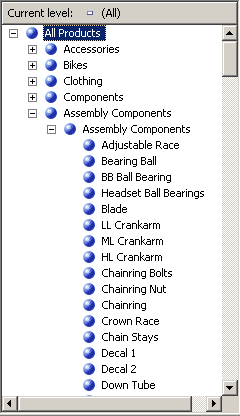 Current level: (All)
All Products
Accessories
Bikes
Clothing
Components
Assembly Components
Assembly Components
Adjustable Race
Bearing Ball
BB Ball Bearing
Headset Ball Bearings
Blade
LL Crankarm
ML Crankarm
HL Crankarm
Chainring Bolts
Chainring Nut
Chainring
Crown Race
Chain Stays
Decal 1
Decal 2
Down Tube